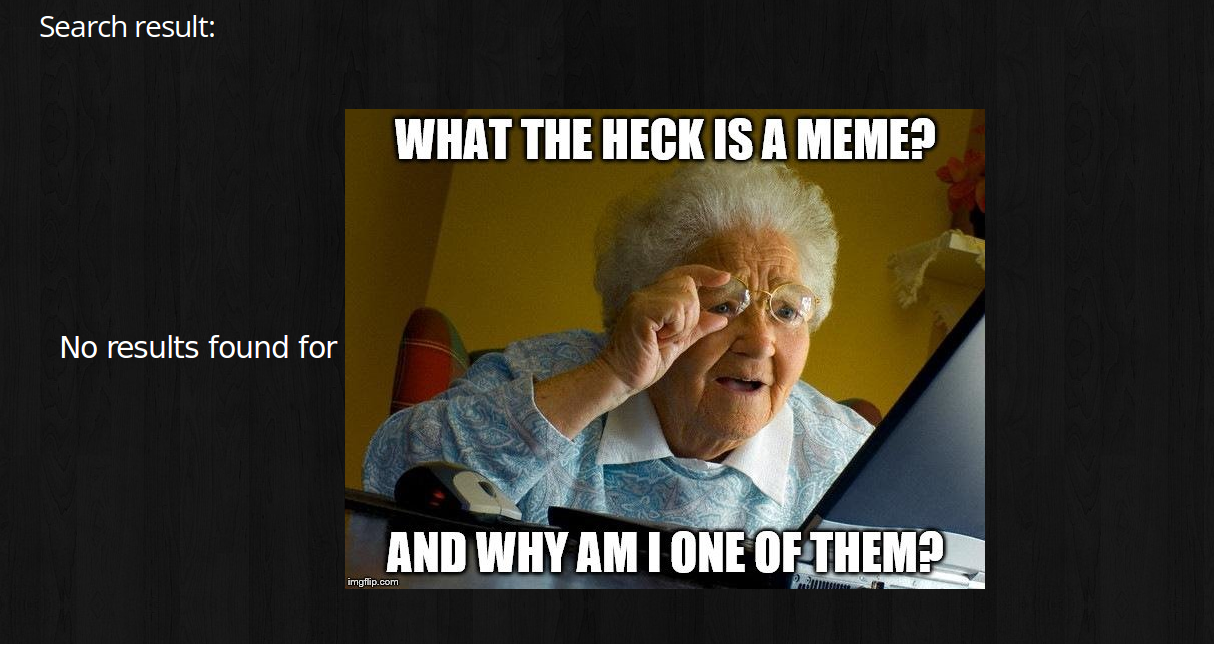 Search result:
WHAT THE HECK IS A MEME?
No results found for
AND WHY AM I ONE OF THEM?
imgflip.com